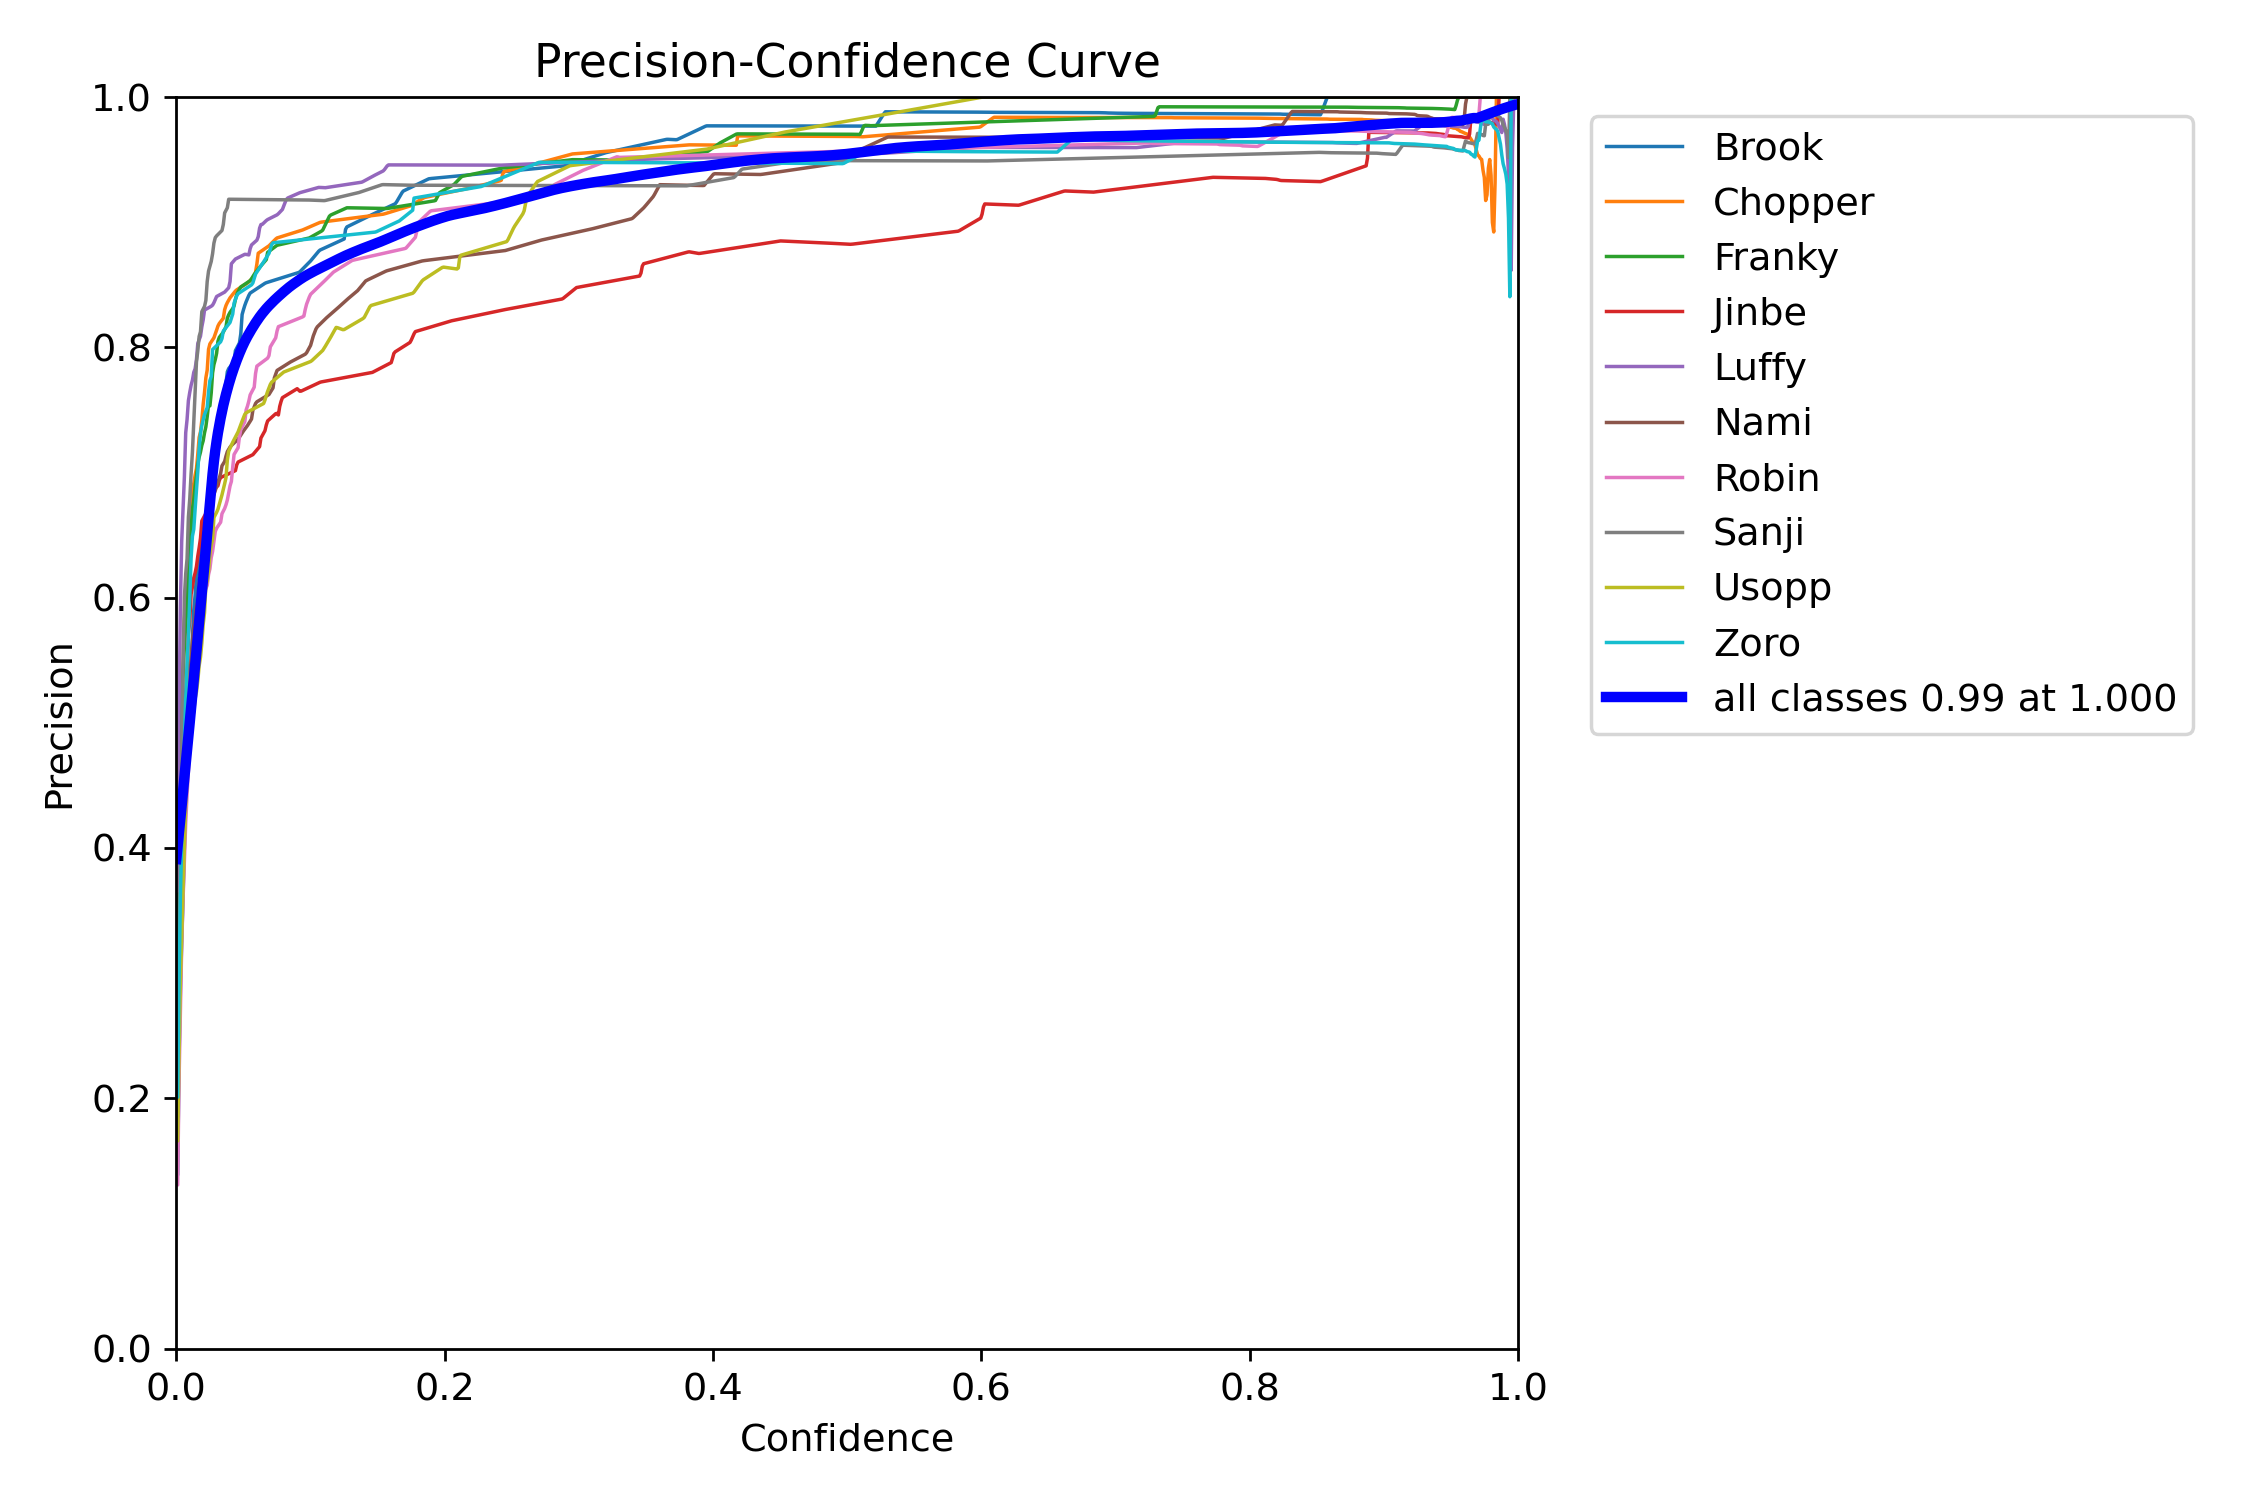 Precision-Confidence Curve
1.0
0.8
0.6
0.4
0.2
0.0
Precision
0.0 0.2 0.4 0.6 0.8 1.0
Confidence
Brook
Chopper
Franky
Jinbe
Luffy
Nami
Robin
Sanji
Usopp
Zoro
all classes 0.99 at 1.000